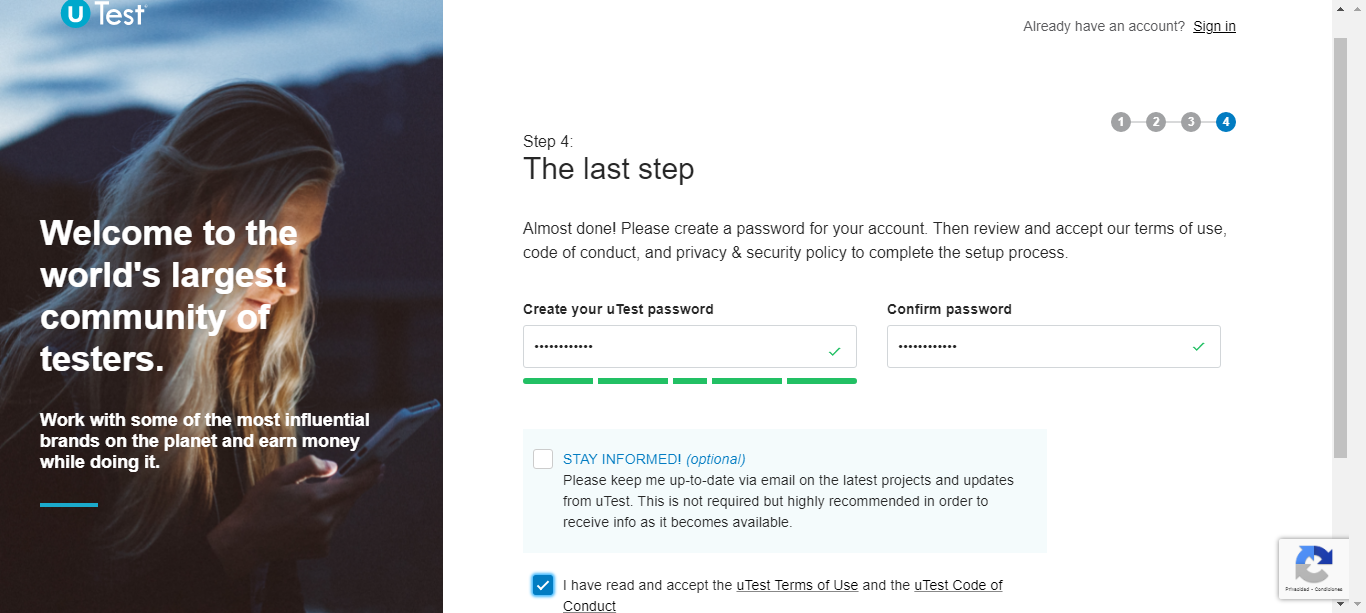 U Test
Already have an account? Sign in
1 2 3 4
Step 4:
The last step
Welcome to the
world's largest
community of
testers.
Work with some of the most influential
brands on the planet and earn money
while doing it.
Almost done! Please create a password for your account. Then review and accept our terms of use,
code of conduct, and privacy & security policy to complete the setup process.
Create your uTest password
Confirm password
••••••••••••
••••••••••••
STAY INFORMED! (optional)
Please keep me up-to-date via email on the latest projects and updates
from uTest. This is not required but highly recommended in order to
receive info as it becomes available.
I have read and accept the uTest Terms of Use and the uTest Code of
Conduct
Privacidad - Condiciones